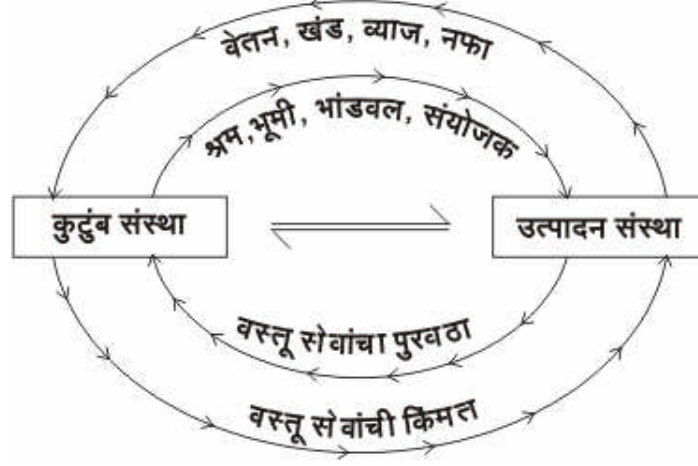 वेतन, खंड, व्याज, नफा
श्रम,भूमी, भांडवल, संयोजक
कुटुंब संस्था
उत्पादन संस्था
वस्तू सेवांचा पुरवठा
वस्तू सेवांची किंमत